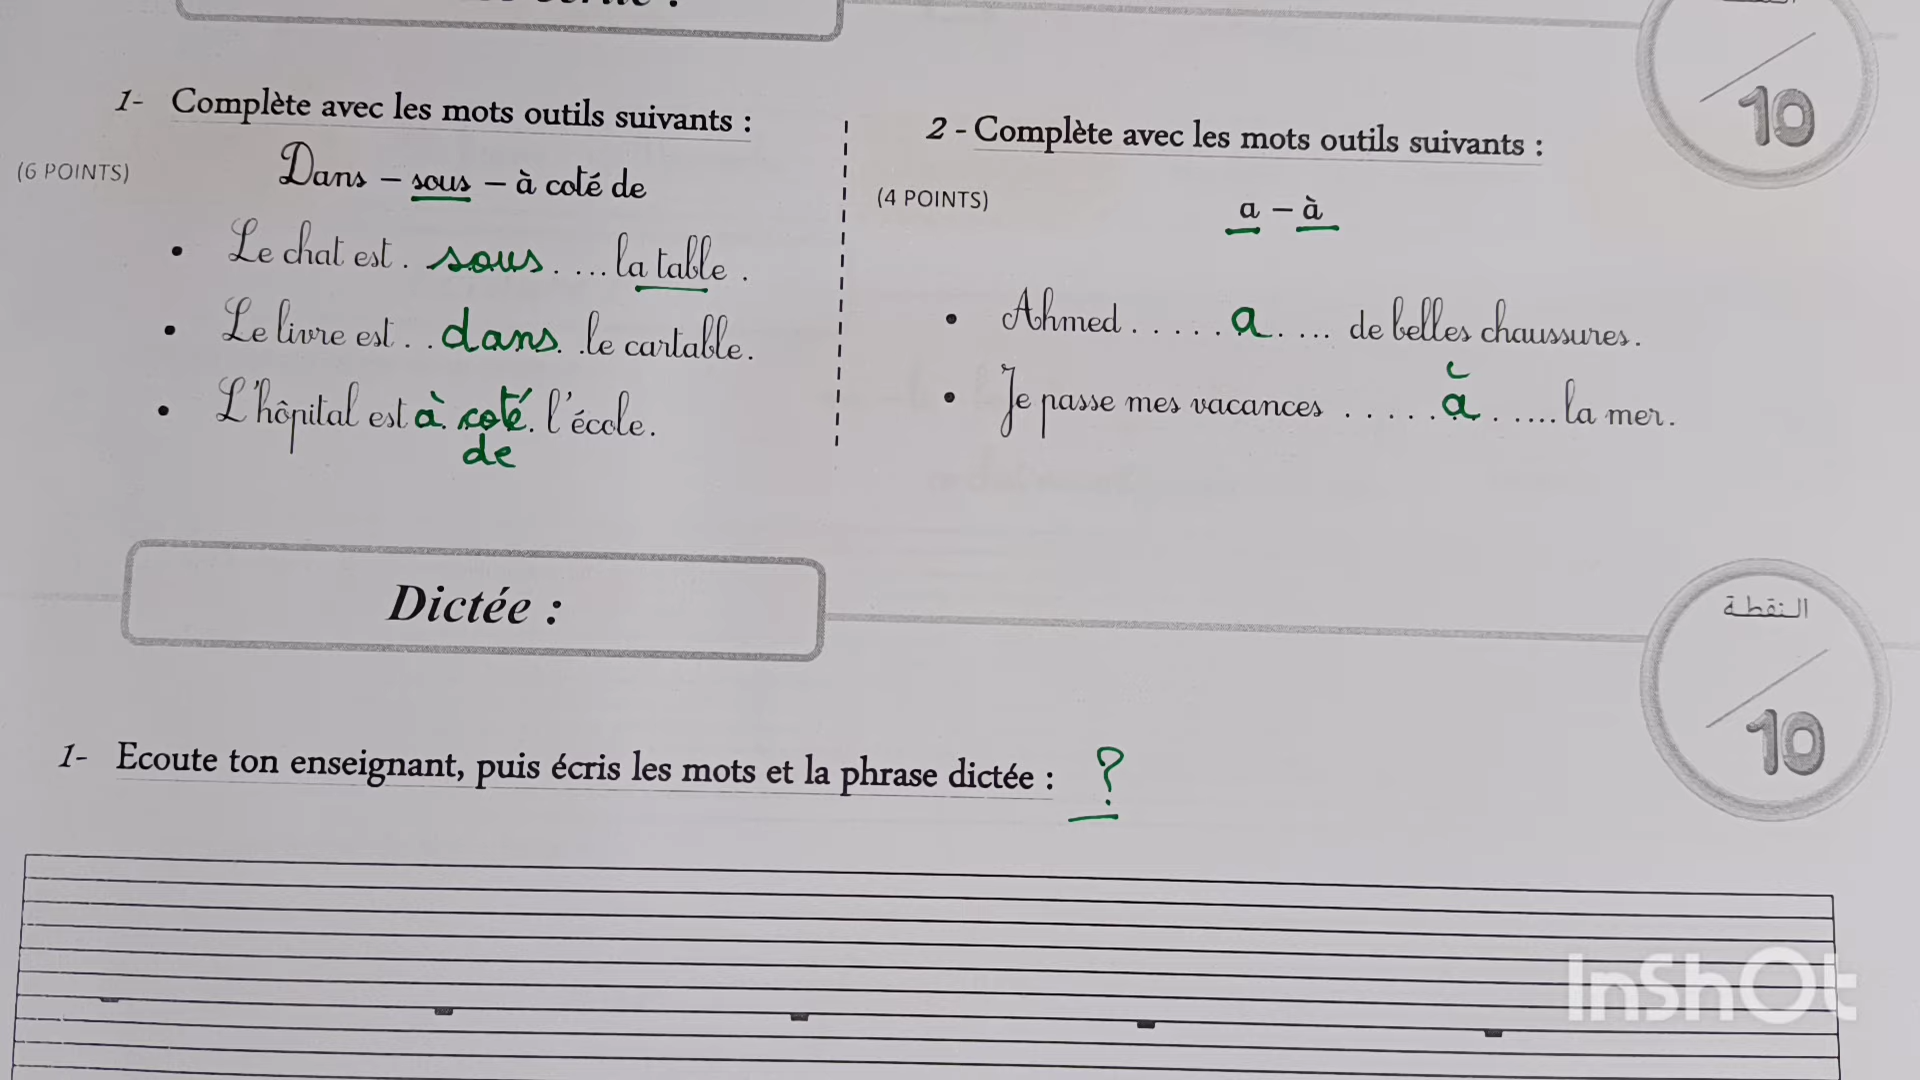 10
1- Complète avec les mots outils suivants :
(6 POINTS)
Dans – sous – à coté de
• Le chat est . sous . ... la table .
• Le livre est . . dans . . le cartable.
• L'hôpital est à . coté . l'école.
de
2 - Complète avec les mots outils suivants :
(4 POINTS)
a – à
• Ahmed . . . . . a . ... de belles chaussures.
• Je passe mes vacances . . . . . a . .... la mer.
Dictée :
النقطة
10
1- Ecoute ton enseignant, puis écris les mots et la phrase dictée : ?
InShOt